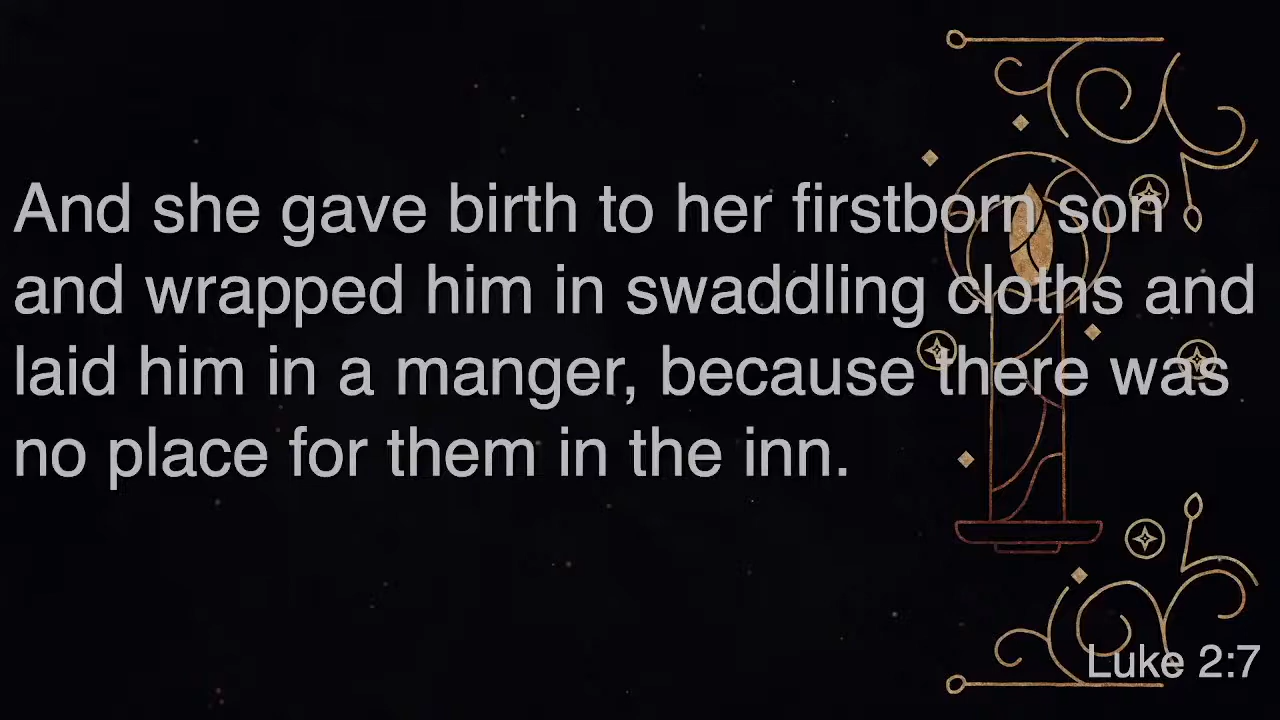 And she gave birth to her firstborn son
and wrapped him in swaddling cloths and
laid him in a manger, because there was
no place for them in the inn.
Luke 2:7